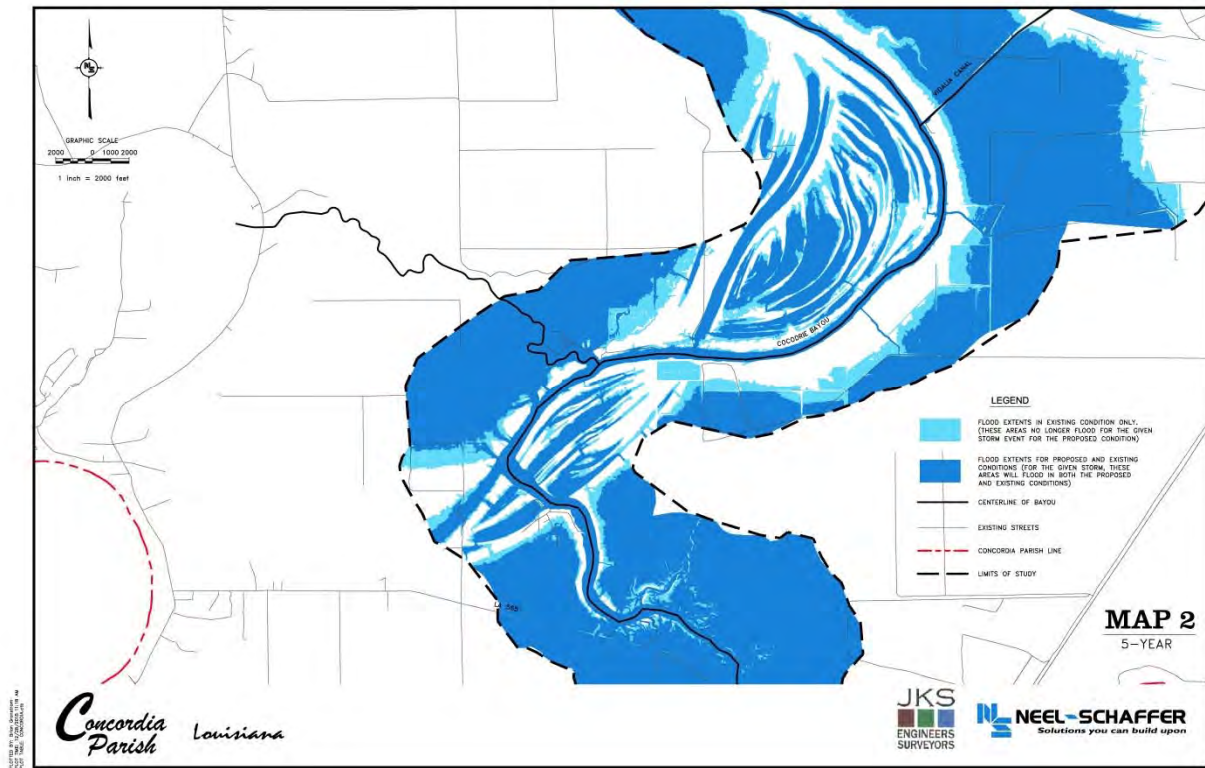 NS
GRAPHIC SCALE
2000 0 1000 2000
1 inch = 2000 feet
VIDALIA CANAL
COCODRIE BAYOU
LEGEND
FLOOD EXTENTS IN EXISTING CONDITION ONLY.
(THESE AREAS NO LONGER FLOOD FOR THE GIVEN
STORM EVENT FOR THE PROPOSED CONDITION)
FLOOD EXTENTS FOR PROPOSED AND EXISTING
CONDITIONS (FOR THE GIVEN STORM, THESE
AREAS WILL FLOOD IN BOTH THE PROPOSED
AND EXISTING CONDITIONS)
CENTERLINE OF BAYOU
EXISTING STREETS
CONCORDIA PARISH LINE
LIMITS OF STUDY
MAP 2
5-YEAR
Concordia
Parish
Louisiana
JKS
ENGINEERS
SURVEYORS
NS NEEL-SCHAFFER
Solutions you can build upon